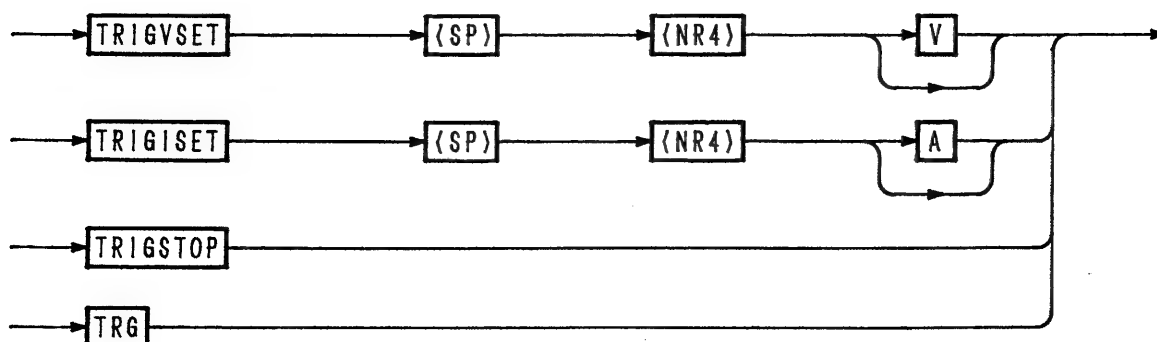 TRIGVSET ⟨SP⟩ ⟨NR4⟩ V
TRIGISET ⟨SP⟩ ⟨NR4⟩ A
TRIGSTOP
TRG